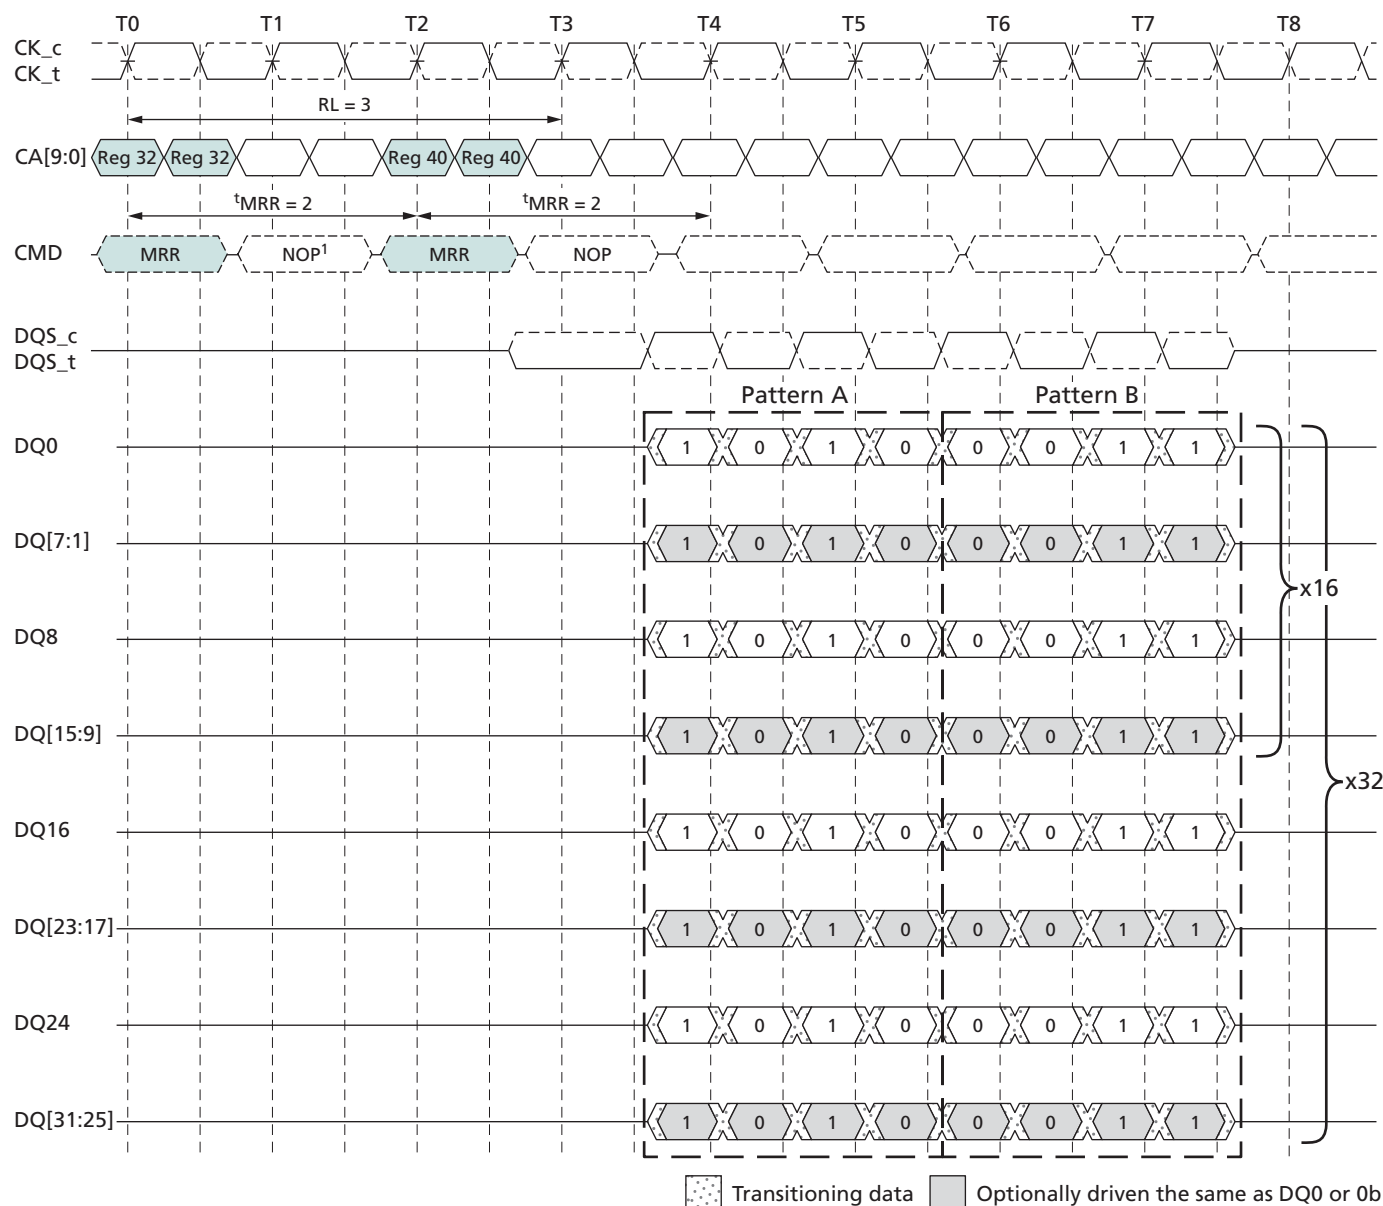 T0 T1 T2 T3 T4 T5 T6 T7 T8
CK_c
CK_t
RL = 3
CA[9:0] Reg 32 Reg 32 Reg 40 Reg 40
tMRR = 2 tMRR = 2
CMD MRR NOP1 MRR NOP
DQS_c
DQS_t
Pattern A Pattern B
DQ0 1 0 1 0 0 0 1 1
DQ[7:1] 1 0 1 0 0 0 1 1
x16
DQ8 1 0 1 0 0 0 1 1
DQ[15:9] 1 0 1 0 0 0 1 1
x32
DQ16 1 0 1 0 0 0 1 1
DQ[23:17] 1 0 1 0 0 0 1 1
DQ24 1 0 1 0 0 0 1 1
DQ[31:25] 1 0 1 0 0 0 1 1
Transitioning data Optionally driven the same as DQ0 or 0b